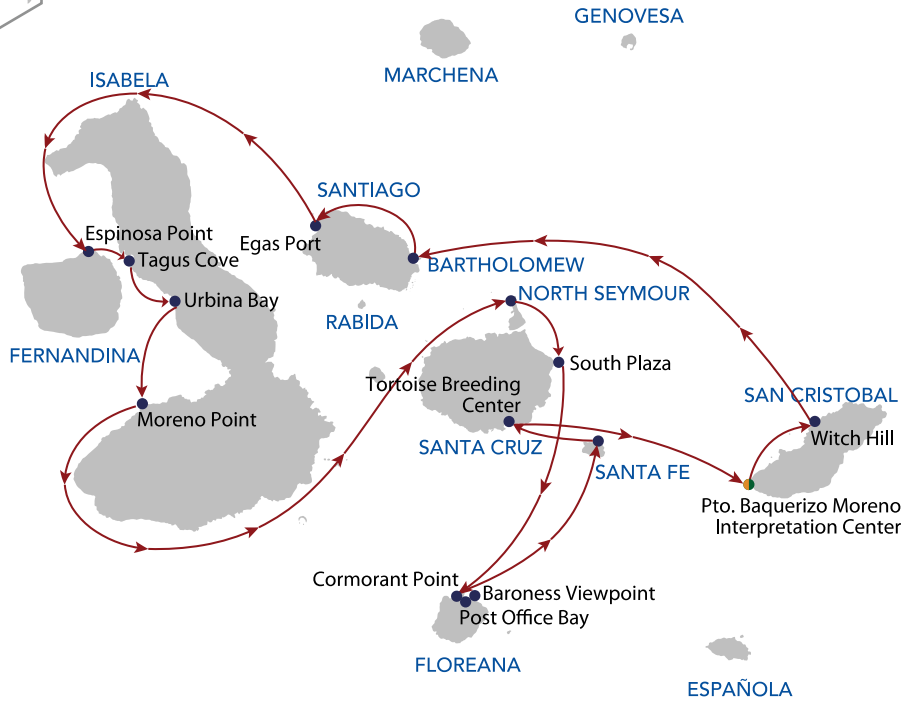 GENOVESA
MARCHENA
ISABELA
SANTIAGO
Espinosa Point
Egas Port
Tagus Cove
BARTHOLOMEW
NORTH SEYMOUR
Urbina Bay
RABIDA
FERNANDINA
South Plaza
Tortoise Breeding
Center
SAN CRISTOBAL
Moreno Point
Witch Hill
SANTA CRUZ
SANTA FE
Pto. Baquerizo Moreno
Interpretation Center
Cormorant Point
Baroness Viewpoint
Post Office Bay
FLOREANA
ESPAÑOLA